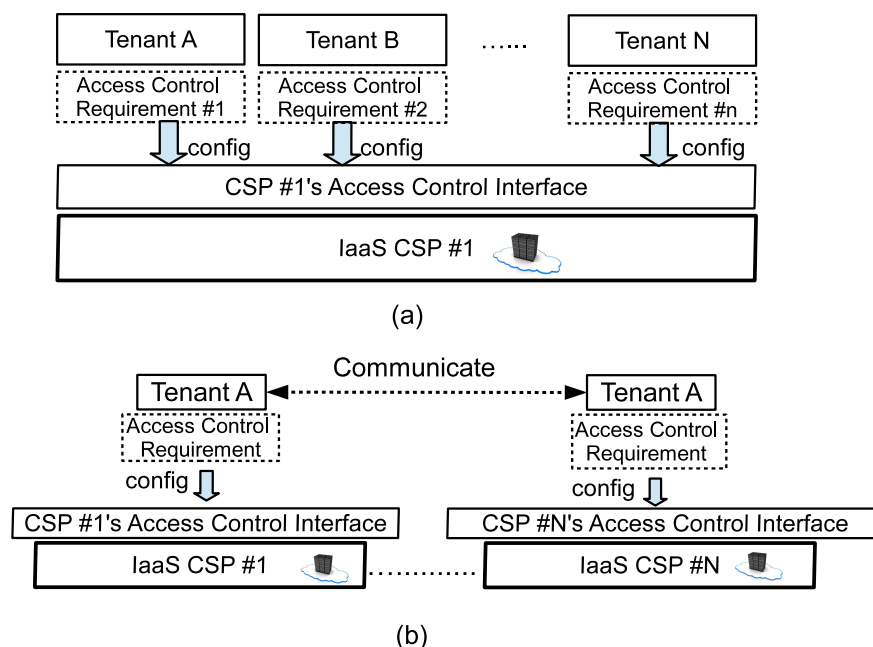 Tenant A
Tenant B
......
Tenant N
Access Control
Requirement #1
Access Control
Requirement #2
Access Control
Requirement #n
config
config
config
CSP #1's Access Control Interface
IaaS CSP #1
(a)
Communicate
Tenant A
Tenant A
Access Control
Requirement
Access Control
Requirement
config
config
CSP #1's Access Control Interface
CSP #N's Access Control Interface
IaaS CSP #1
IaaS CSP #N
(b)